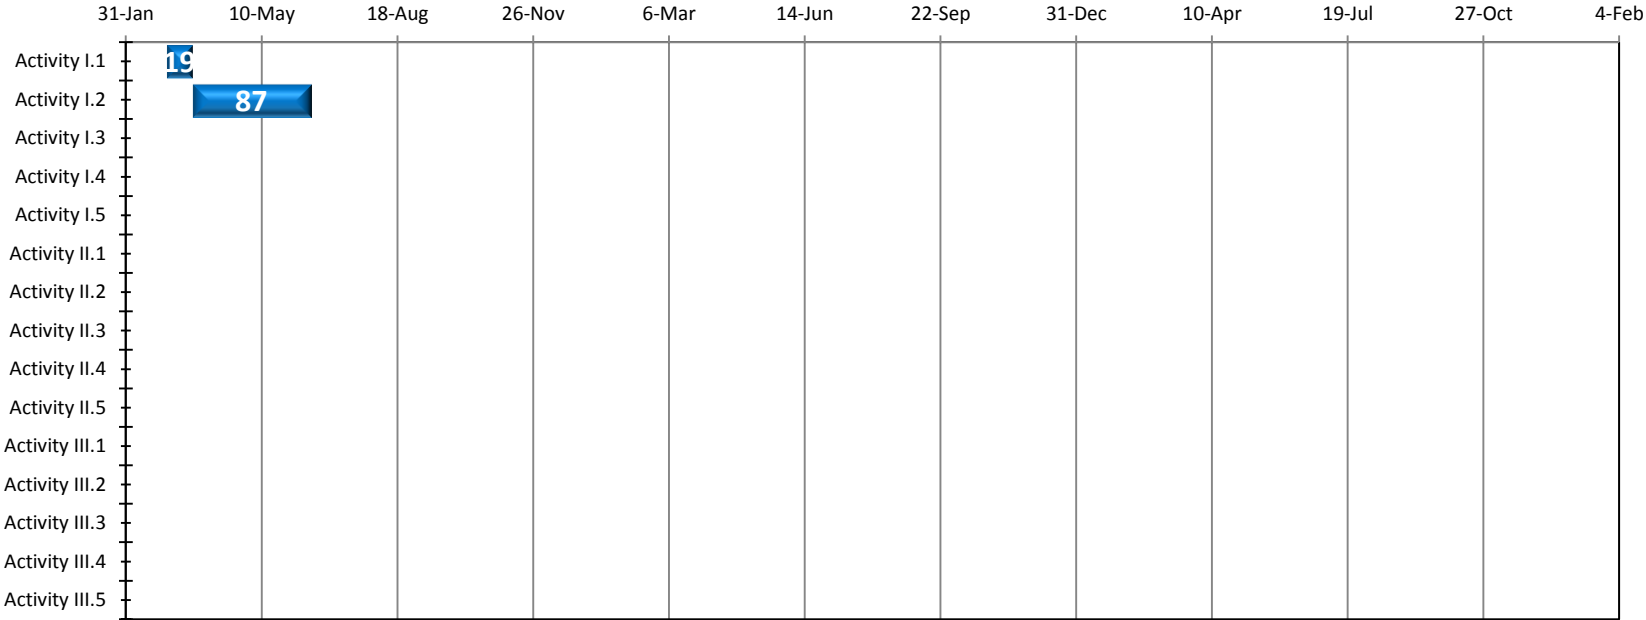 31-Jan 10-May 18-Aug 26-Nov 6-Mar 14-Jun 22-Sep 31-Dec 10-Apr 19-Jul 27-Oct 4-Feb
Activity I.1 19
Activity I.2 87
Activity I.3
Activity I.4
Activity I.5
Activity II.1
Activity II.2
Activity II.3
Activity II.4
Activity II.5
Activity III.1
Activity III.2
Activity III.3
Activity III.4
Activity III.5